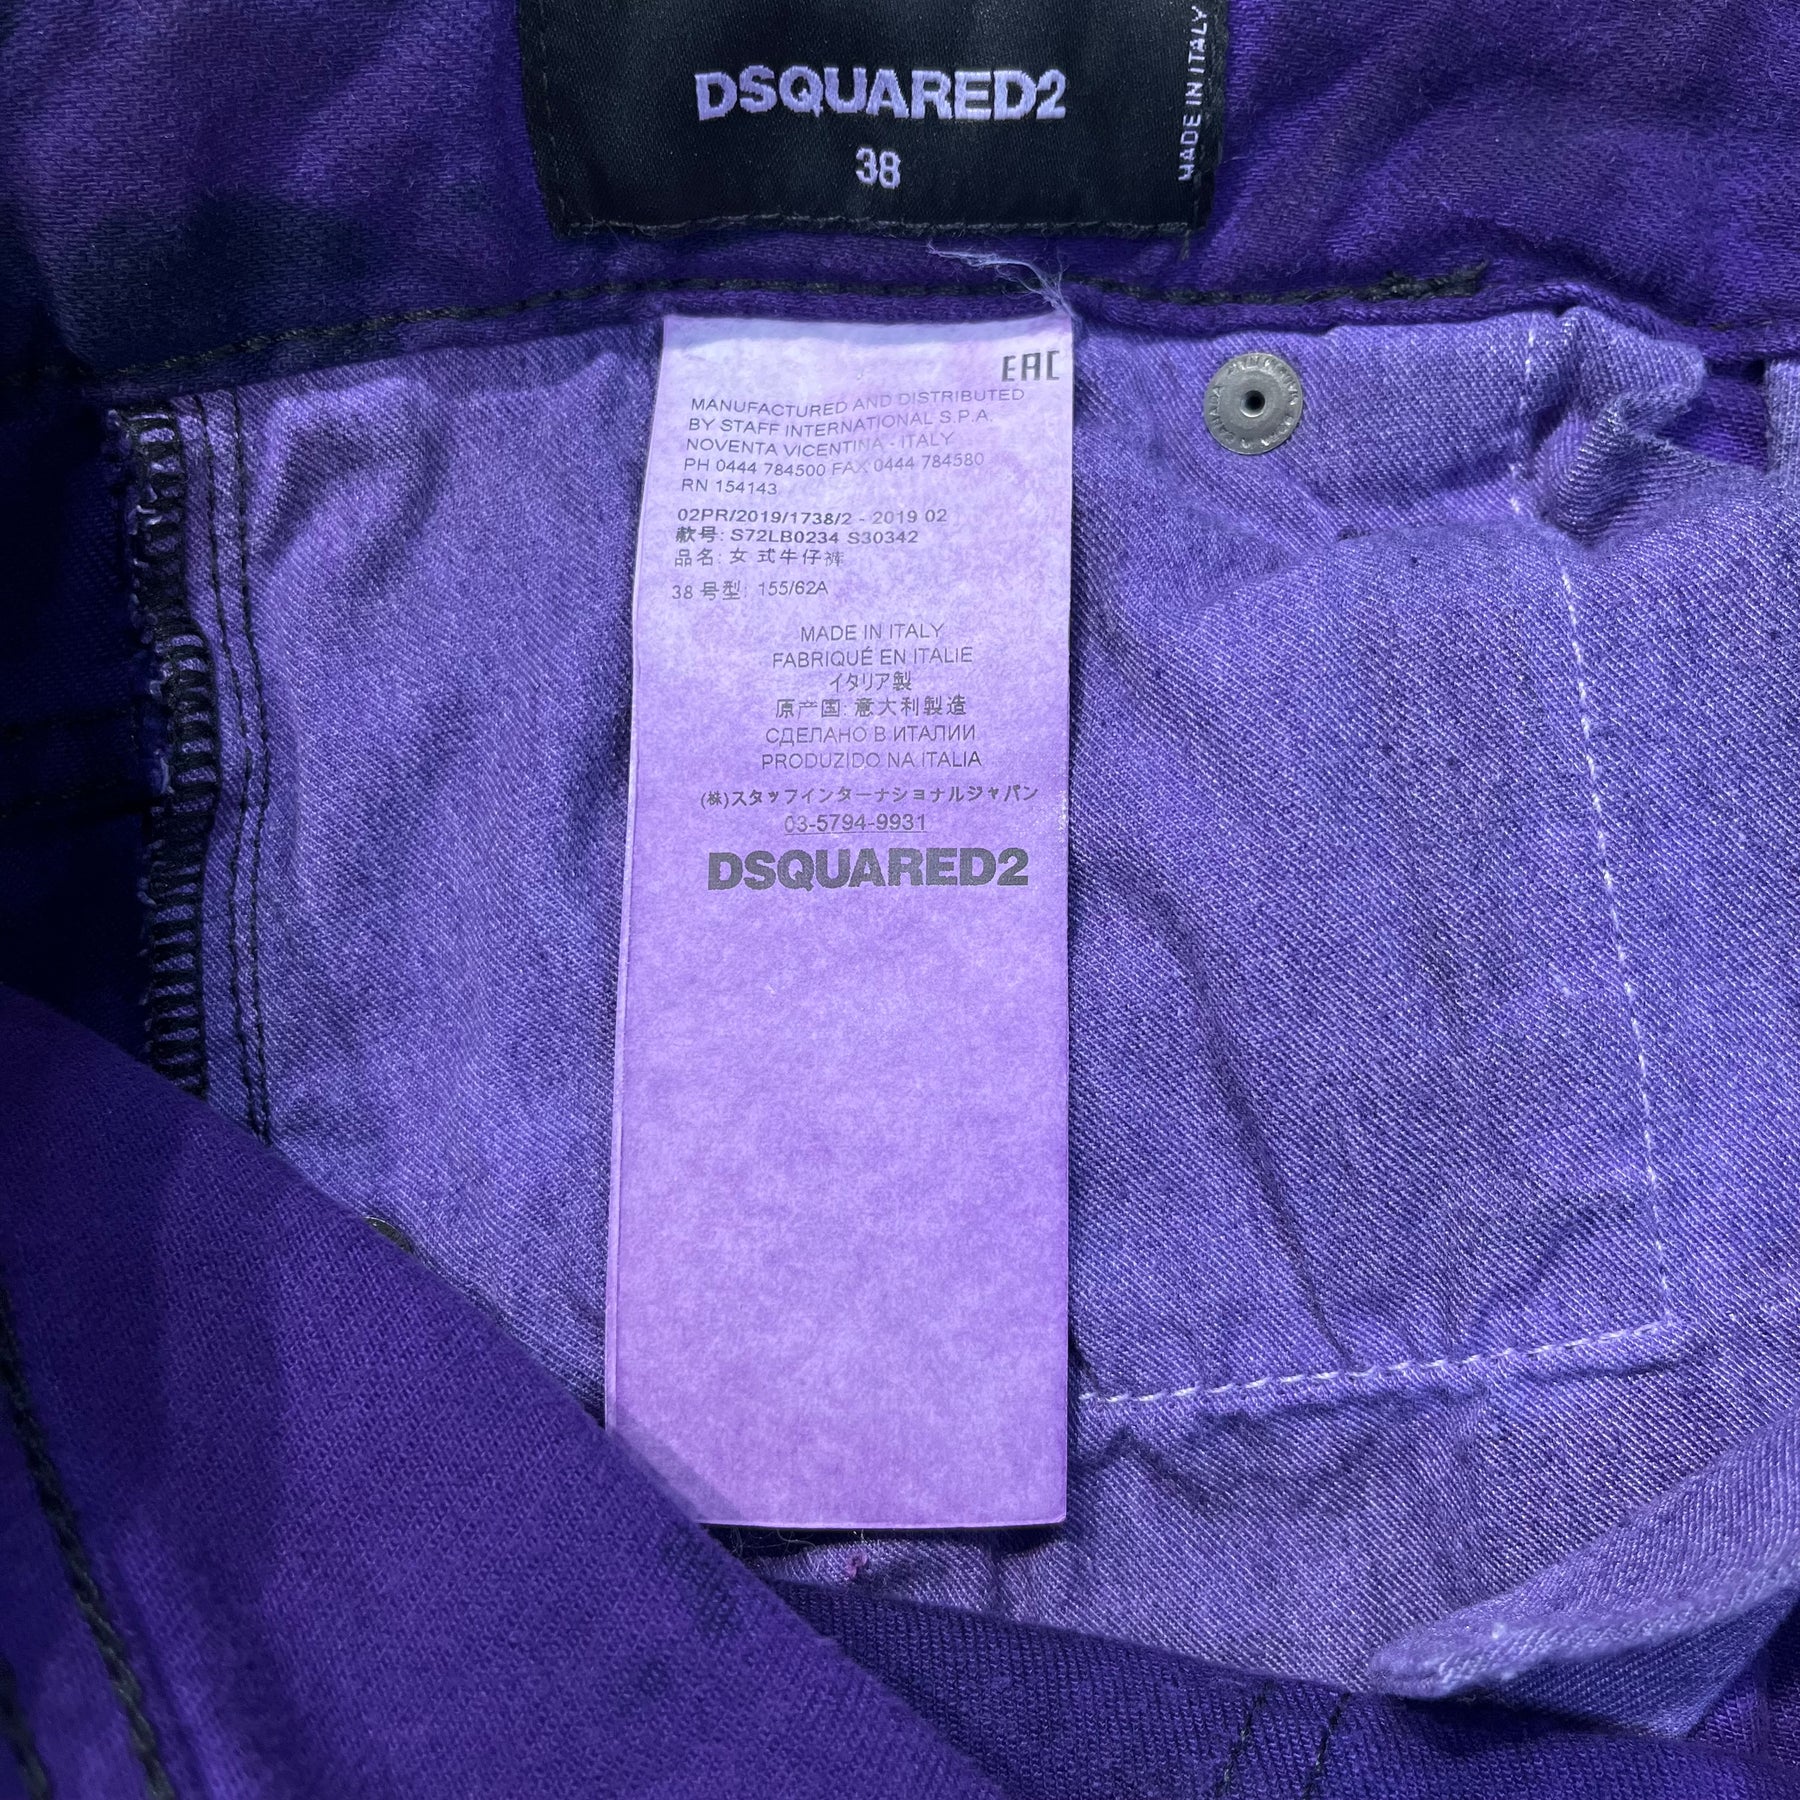 DSQUARED2
38
MADE IN ITALY
EAC
MANUFACTURED AND DISTRIBUTED
BY STAFF INTERNATIONAL S.P.A.
NOVENTA VICENTINA - ITALY
PH 0444 784500 FAX 0444 784580
RN 154143
02PR/2019/1738/2 - 2019 02
款号: S72LB0234 S30342
品名: 女 式牛仔裤
38 号型: 155/62A
MADE IN ITALY
FABRIQUÉ EN ITALIE
イタリア製
原产国: 意大利製造
СДЕЛАНО В ИТАЛИИ
PRODUZIDO NA ITALIA
(株)スタッフインターナショナルジャパン
03-5794-9931
DSQUARED2